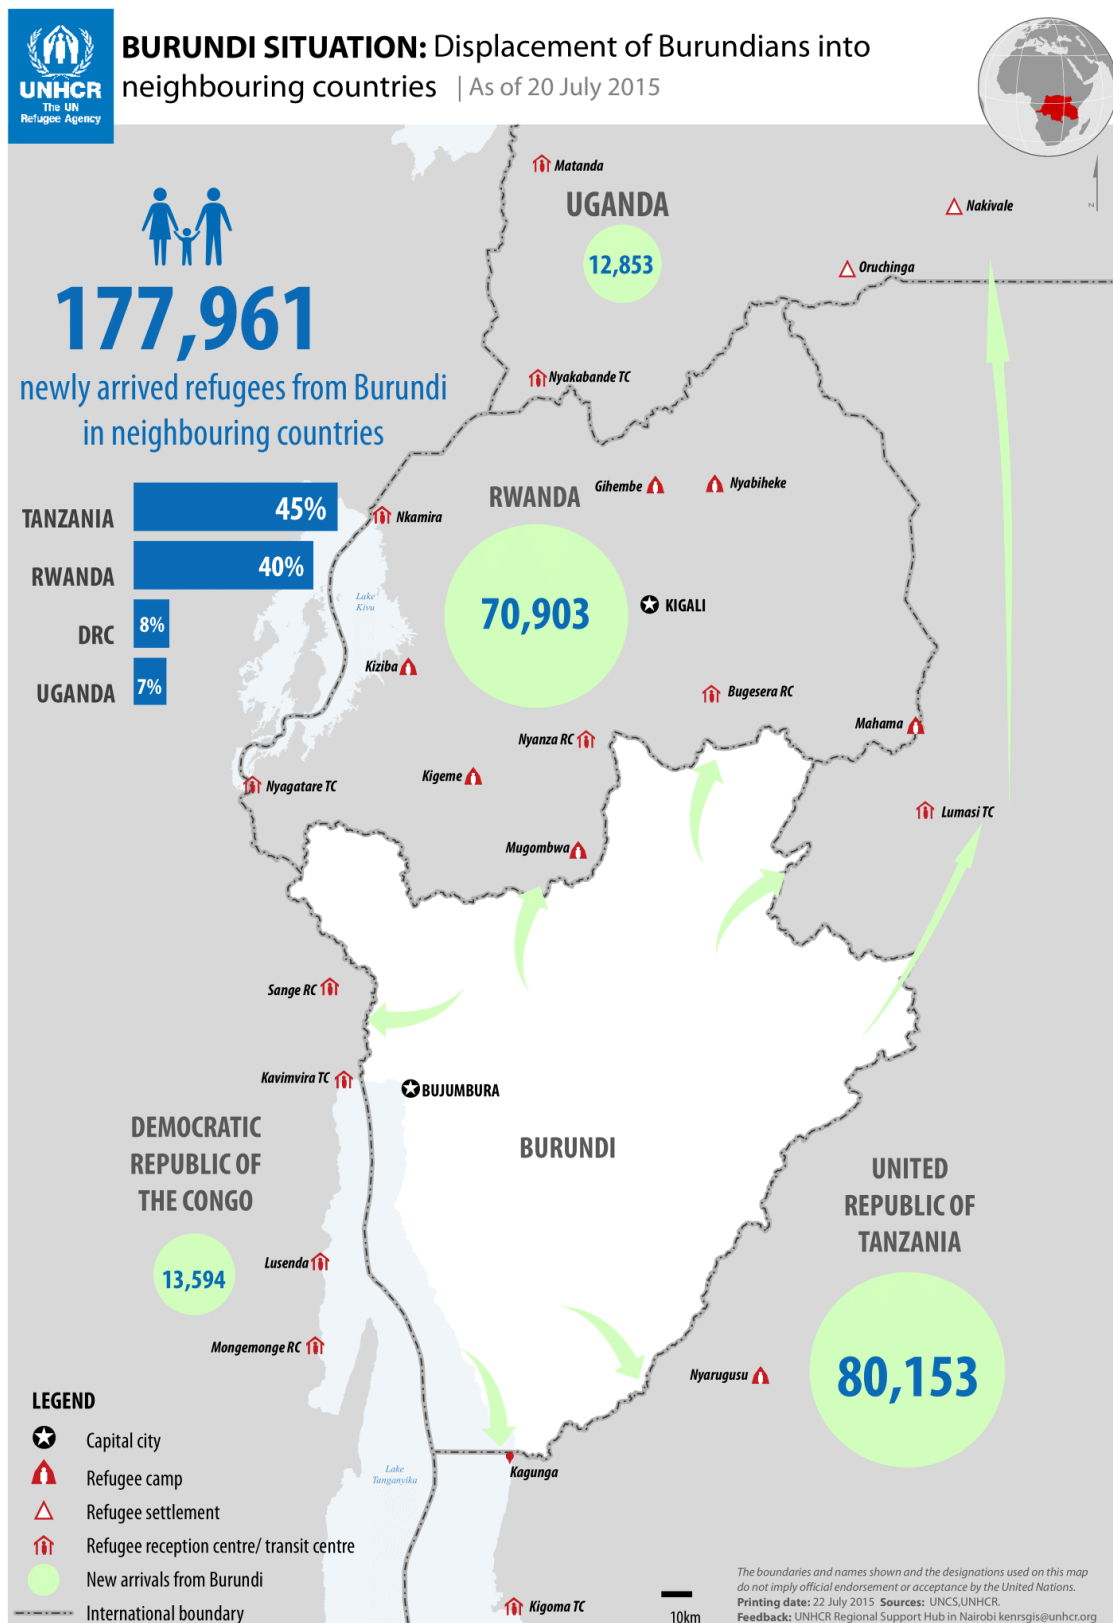 UNHCR
The UN
Refugee Agency
BURUNDI SITUATION: Displacement of Burundians into
neighbouring countries | As of 20 July 2015
N
177,961
newly arrived refugees from Burundi
in neighbouring countries
TANZANIA 45%
RWANDA 40%
DRC 8%
UGANDA 7%
Matanda
UGANDA
12,853
Nakivale
Oruchinga
Nyakabande TC
RWANDA
Gihembe
Nyabiheke
Nkamira
70,903
KIGALI
Lake
Kivu
Kiziba
Bugesera RC
Mahama
Nyanza RC
Kigeme
Nyagatare TC
Lumasi TC
Mugombwa
Sange RC
Kavimvira TC
BUJUMBURA
DEMOCRATIC
REPUBLIC OF
THE CONGO
13,594
BURUNDI
UNITED
REPUBLIC OF
TANZANIA
80,153
Lusenda
Mongemonge RC
Nyarugusu
Lake
Tanganyika
Kagunga
Kigoma TC
LEGEND
Capital city
Refugee camp
Refugee settlement
Refugee reception centre/ transit centre
New arrivals from Burundi
International boundary
10km
The boundaries and names shown and the designations used on this map
do not imply official endorsement or acceptance by the United Nations.
Printing date: 22 July 2015 Sources: UNCS,UNHCR.
Feedback: UNHCR Regional Support Hub in Nairobi kenrsgis@unhcr.org